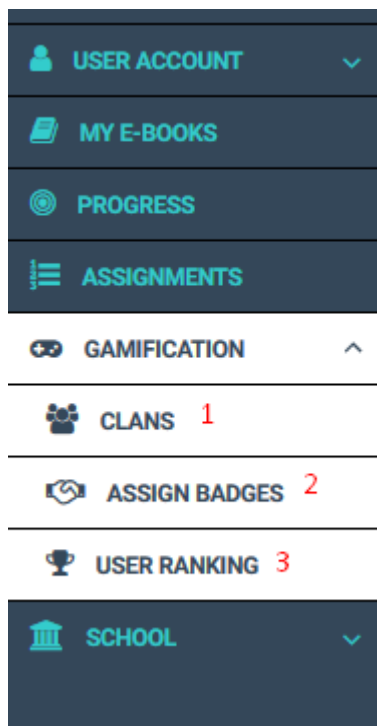 USER ACCOUNT
MY E-BOOKS
PROGRESS
ASSIGNMENTS
GAMIFICATION
CLANS 1
ASSIGN BADGES 2
USER RANKING 3
SCHOOL